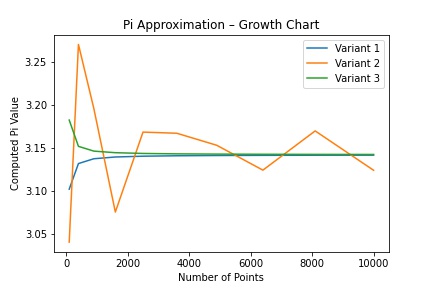 Pi Approximation – Growth Chart
Variant 1
Variant 2
Variant 3
Computed Pi Value
3.25
3.20
3.15
3.10
3.05
0 2000 4000 6000 8000 10000
Number of Points